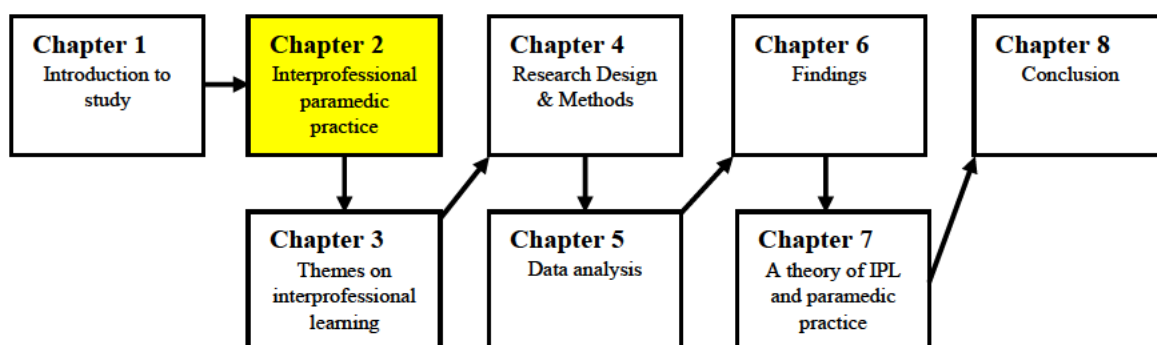 Chapter 1
Introduction to
study
Chapter 2
Interprofessional
paramedic
practice
Chapter 3
Themes on
interprofessional
learning
Chapter 4
Research Design
& Methods
Chapter 5
Data analysis
Chapter 6
Findings
Chapter 7
A theory of IPL
and paramedic
practice
Chapter 8
Conclusion